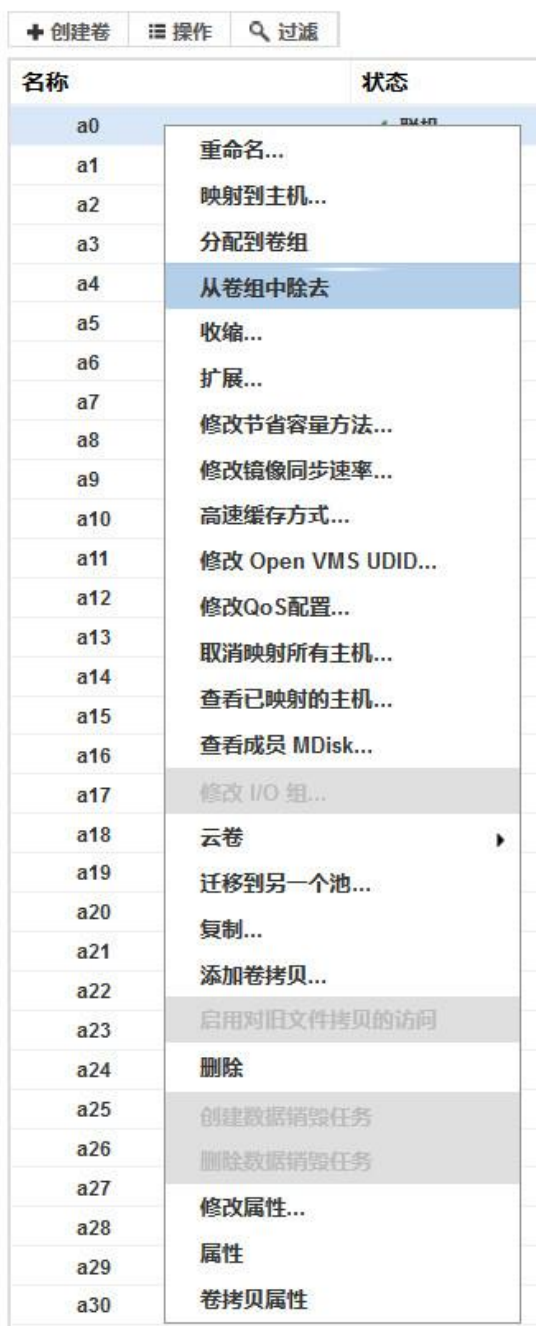 创建卷 操作 过滤
名称 状态
a0
重命名...
a1
映射到主机...
a2
分配到卷组
a3
从卷组中除去
a4
收缩...
a5
扩展...
a6
修改节省容量方法...
a7
修改镜像同步速率...
a8
高速缓存方式...
a9
修改 Open VMS UDID...
a10
修改QoS配置...
a11
取消映射所有主机...
a12
查看已映射的主机...
a13
查看成员 MDisk...
a14
修改 I/O 组...
a15
云卷
a16
迁移到另一个池...
a17
复制...
a18
添加卷拷贝...
a19
启用对旧文件拷贝的访问
a20
删除
a21
创建数据销毁任务
a22
删除数据销毁任务
a23
修改属性...
a24
属性
a25
卷拷贝属性
a26
a27
a28
a29
a30